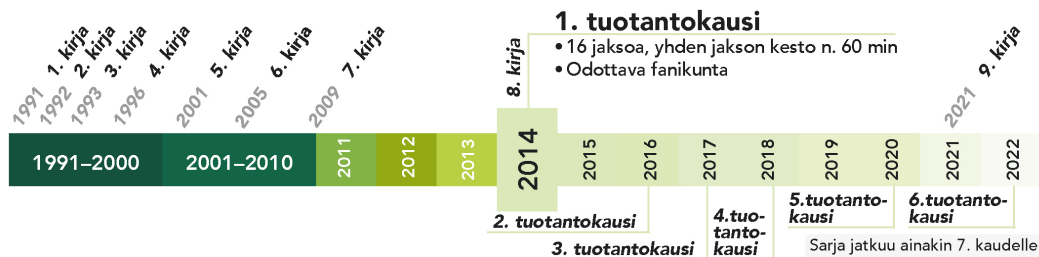 1991 1. kirja
1992 2. kirja
1993 3. kirja
1996 4. kirja
2001 5. kirja
2005 6. kirja
2009 7. kirja
8. kirja
1. tuotantokausi
• 16 jaksoa, yhden jakson kesto n. 60 min
• Odottava fanikunta
2021 9. kirja
1991–2000
2001–2010
2011
2012
2013
2014
2015
2016
2017
2018
2019
2020
2021
2022
2. tuotantokausi
3. tuotantokausi
4.tuo-
tanto-
kausi
5.tuotanto-
kausi
6.tuotanto-
kausi
Sarja jatkuu ainakin 7. kaudelle